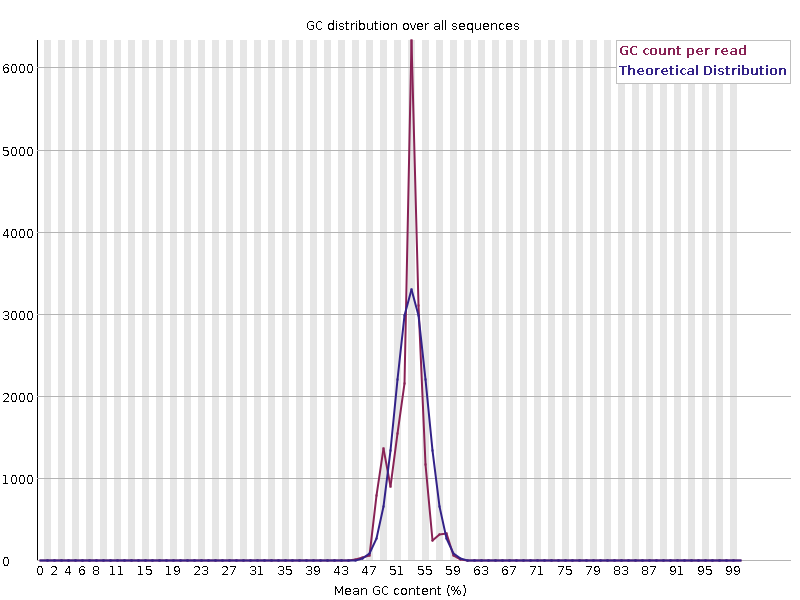 GC distribution over all sequences
GC count per read
Theoretical Distribution
6000
5000
4000
3000
2000
1000
0
0 2 4 6 8 11 15 19 23 27 31 35 39 43 47 51 55 59 63 67 71 75 79 83 87 91 95 99
Mean GC content (%)